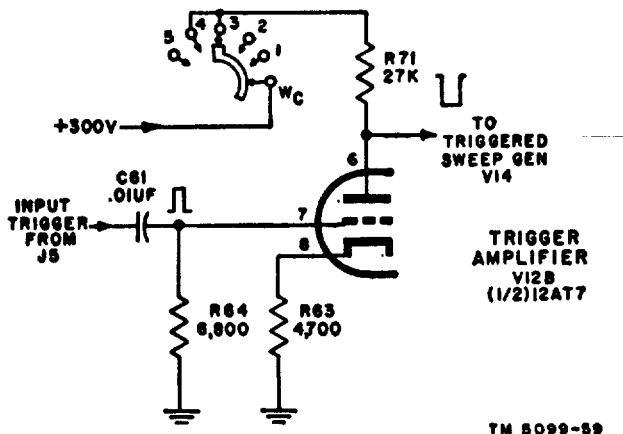 5
4
3
2
1
WC
+300V
R71
27K
TO
TRIGGERED
SWEEP GEN
V14
6
C61
.01UF
INPUT
TRIGGER
FROM
J5
7
8
TRIGGER
AMPLIFIER
V12B
(1/2)12AT7
R64
6,800
R63
4,700
TM 5099-59